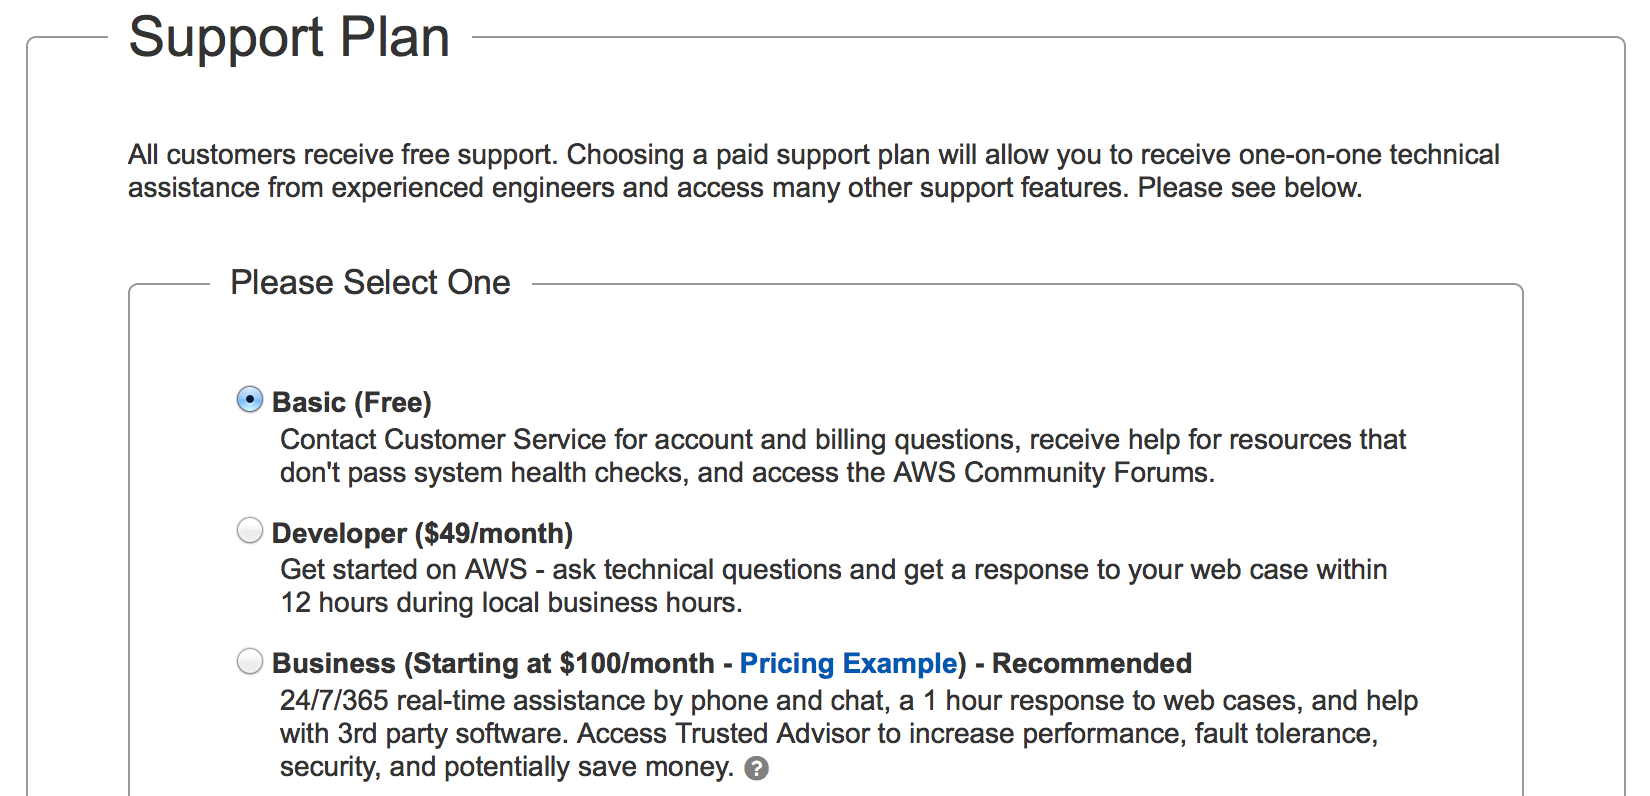 Support Plan
All customers receive free support. Choosing a paid support plan will allow you to receive one-on-one technical
assistance from experienced engineers and access many other support features. Please see below.
Please Select One
Basic (Free)
Contact Customer Service for account and billing questions, receive help for resources that
don't pass system health checks, and access the AWS Community Forums.
Developer ($49/month)
Get started on AWS - ask technical questions and get a response to your web case within
12 hours during local business hours.
Business (Starting at $100/month - Pricing Example) - Recommended
24/7/365 real-time assistance by phone and chat, a 1 hour response to web cases, and help
with 3rd party software. Access Trusted Advisor to increase performance, fault tolerance,
security, and potentially save money. ?